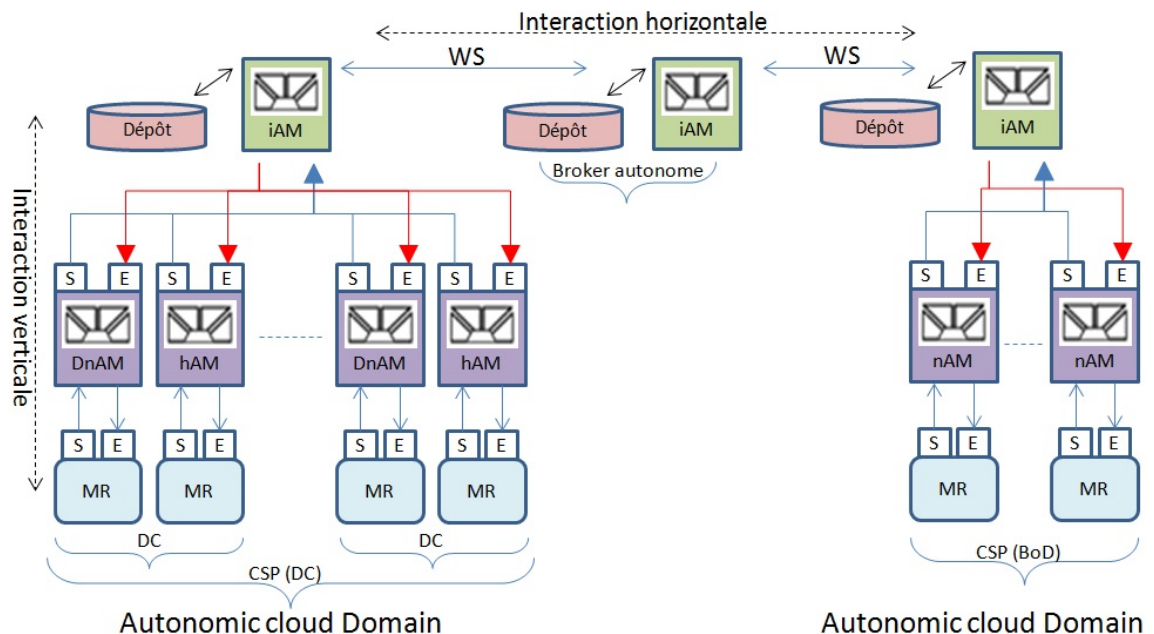 Interaction horizontale
WS
WS
Dépôt
iAM
Dépôt
iAM
Dépôt
iAM
Broker autonome
Interaction verticale
S
E
S
E
S
E
S
E
S
E
S
E
DnAM
hAM
DnAM
hAM
nAM
nAM
S
E
S
E
S
E
S
E
S
E
S
E
MR
MR
MR
MR
MR
MR
DC
DC
CSP (DC)
CSP (BoD)
Autonomic cloud Domain
Autonomic cloud Domain